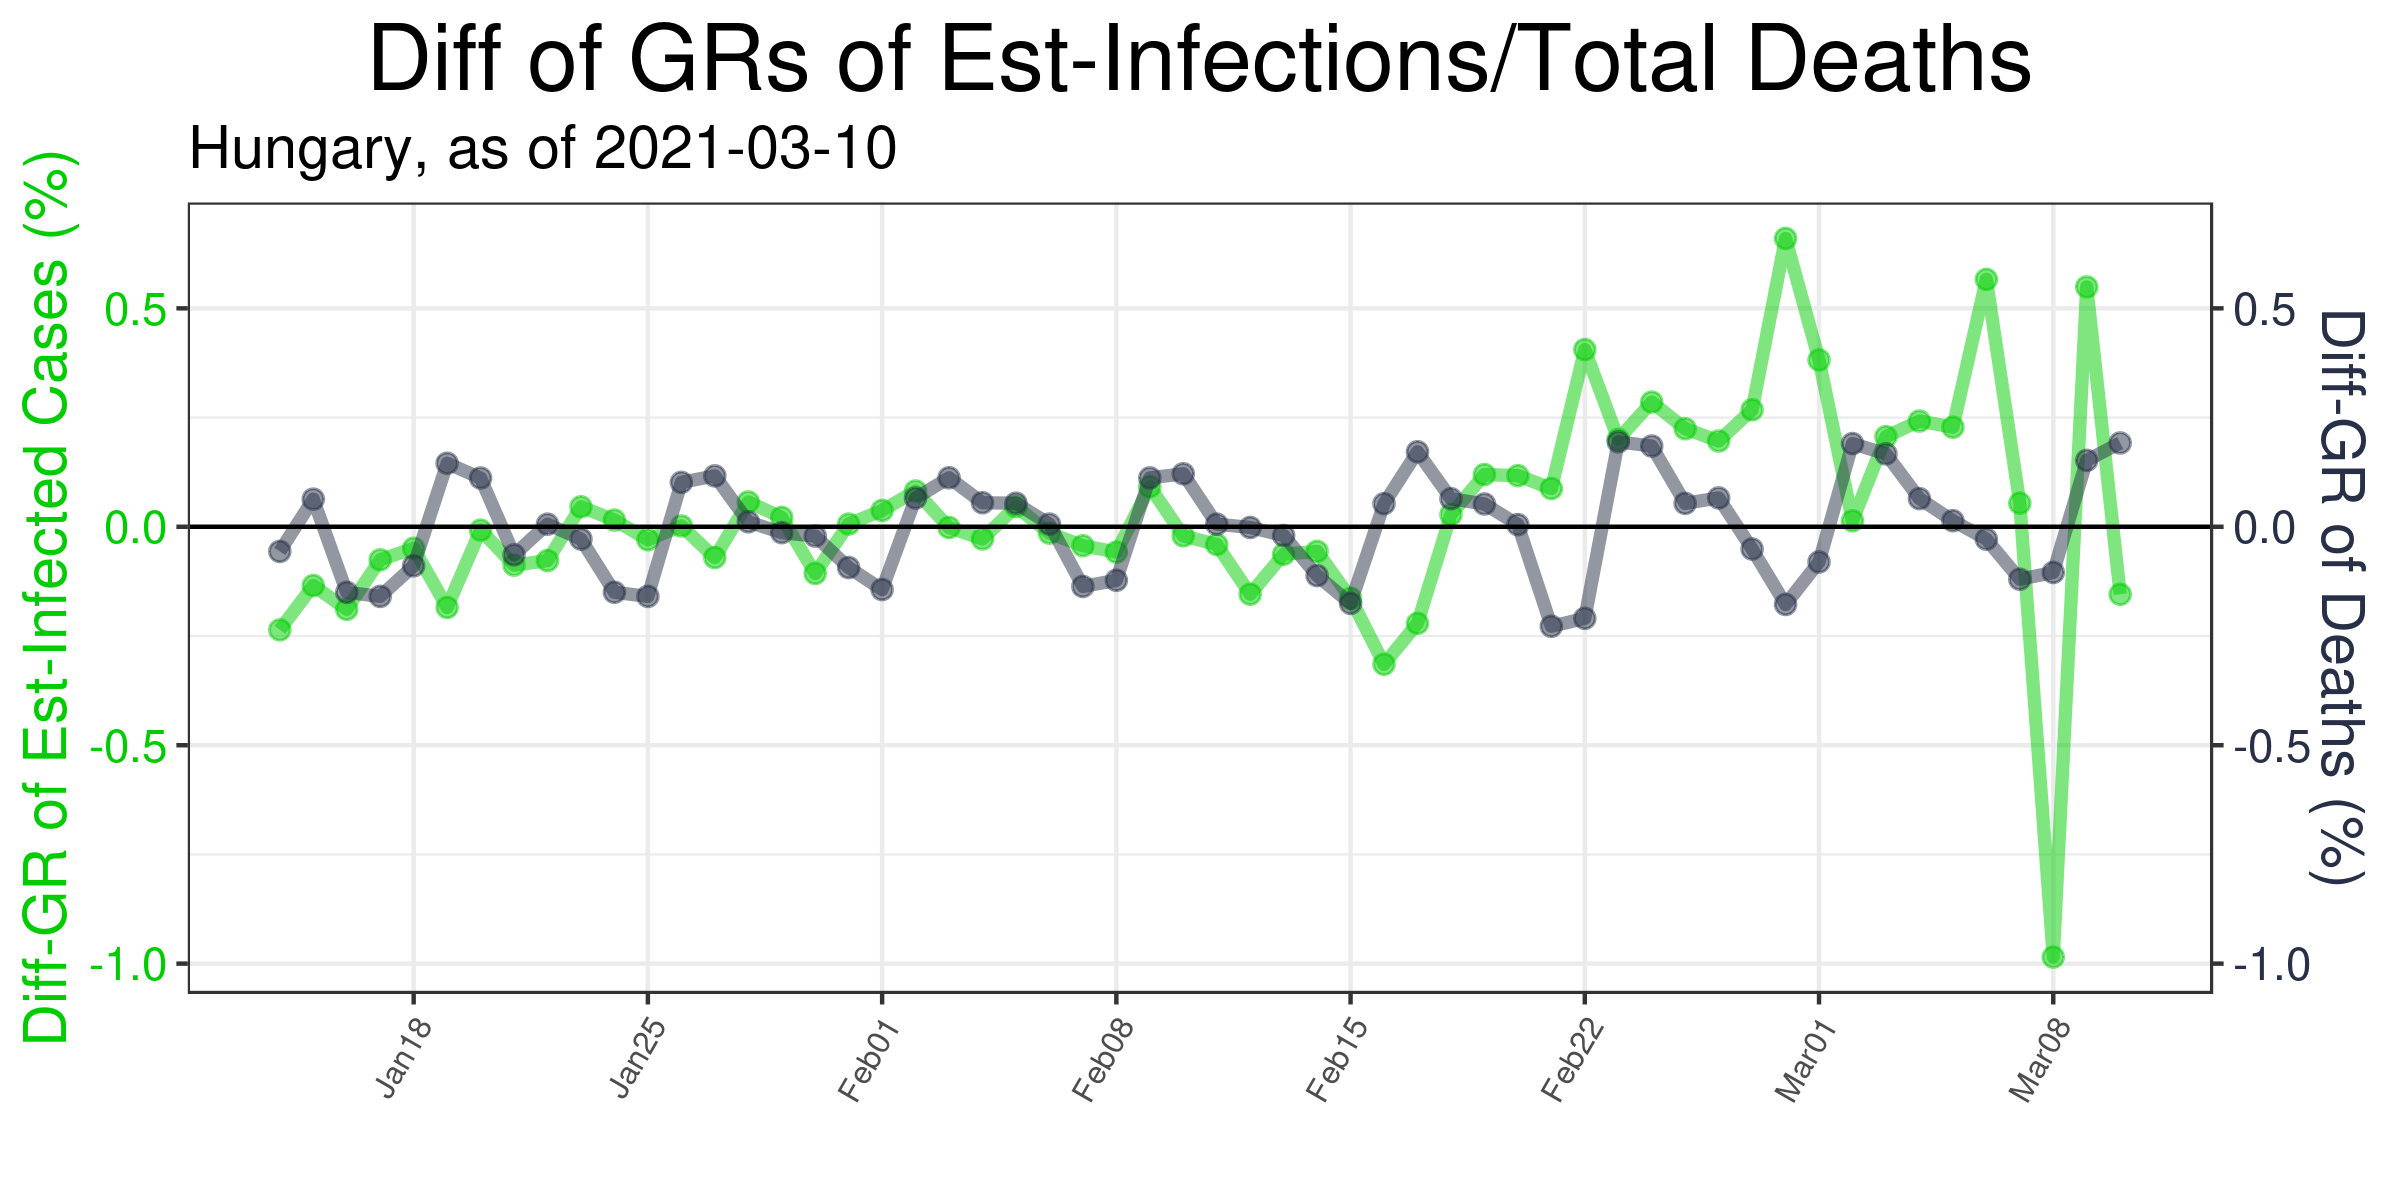 Diff of GRs of Est-Infections/Total Deaths
Hungary, as of 2021-03-10
Diff-GR of Est-Infected Cases (%)
0.5
0.0
-0.5
-1.0
0.5
0.0
-0.5
-1.0
Diff-GR of Deaths (%)
Jan18
Jan25
Feb01
Feb08
Feb15
Feb22
Mar01
Mar08